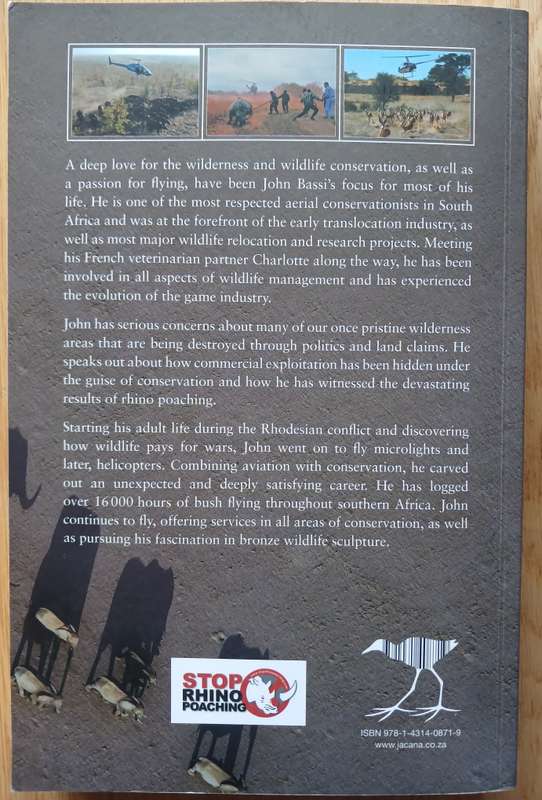 A deep love for the wilderness and wildlife conservation, as well as
a passion for flying, have been John Bassi's focus for most of his
life. He is one of the most respected aerial conservationists in South
Africa and was at the forefront of the early translocation industry, as
well as most major wildlife relocation and research projects. Meeting
his French veterinarian partner Charlotte along the way, he has been
involved in all aspects of wildlife management and has experienced
the evolution of the game industry.
John has serious concerns about many of our once pristine wilderness
areas that are being destroyed through politics and land claims. He
speaks out about how commercial exploitation has been hidden under
the guise of conservation and how he has witnessed the devastating
results of rhino poaching.
Starting his adult life during the Rhodesian conflict and discovering
how wildlife pays for wars, John went on to fly microlights and
later, helicopters. Combining aviation with conservation, he carved
out an unexpected and deeply satisfying career. He has logged
over 16 000 hours of bush flying throughout southern Africa. John
continues to fly, offering services in all areas of conservation, as well
as pursuing his fascination in bronze wildlife sculpture.
STOP
RHINO
POACHING
ISBN 978-1-4314-0871-9
www.jacana.co.za